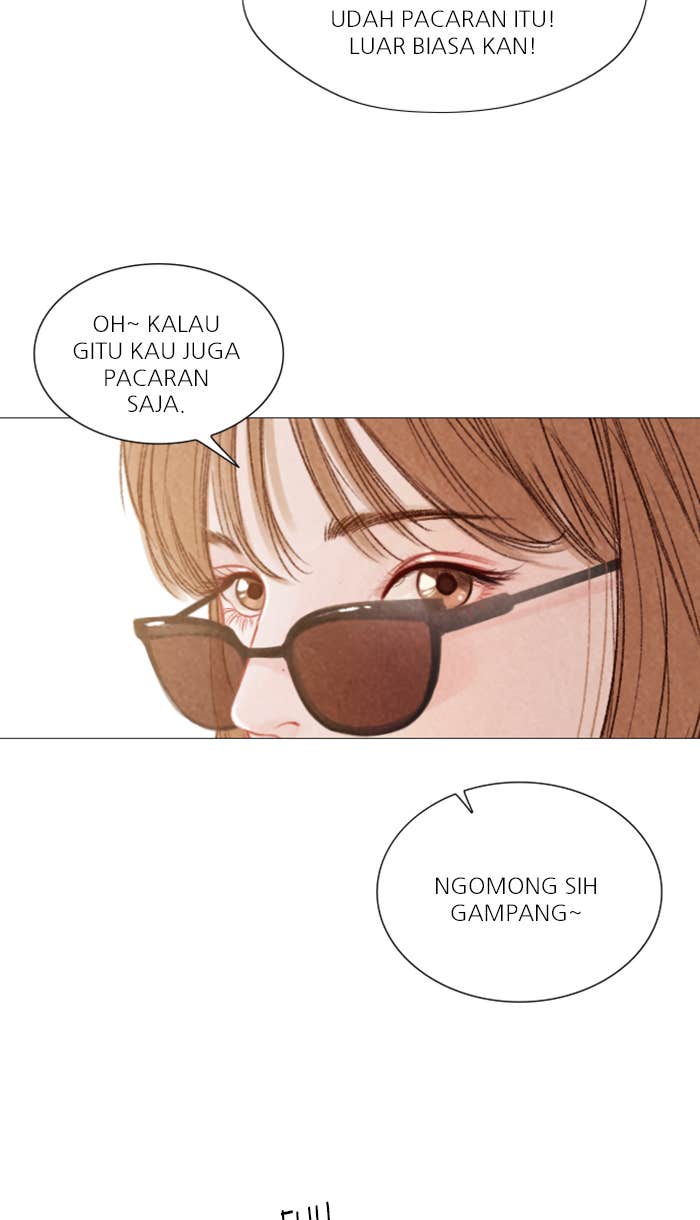 UDAH PACARAN ITU!
LUAR BIASA KAN!
OH~ KALAU
GITU KAU JUGA
PACARAN
SAJA.
NGOMONG SIH
GAMPANG~